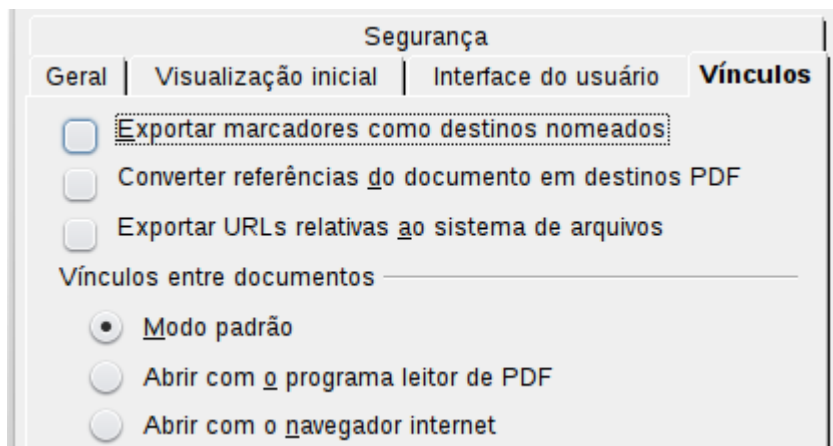 Segurança
Geral Visualização inicial Interface do usuário Vínculos
Exportar marcadores como destinos nomeados
Converter referências do documento em destinos PDF
Exportar URLs relativas ao sistema de arquivos
Vínculos entre documentos
Modo padrão
Abrir com o programa leitor de PDF
Abrir com o navegador internet